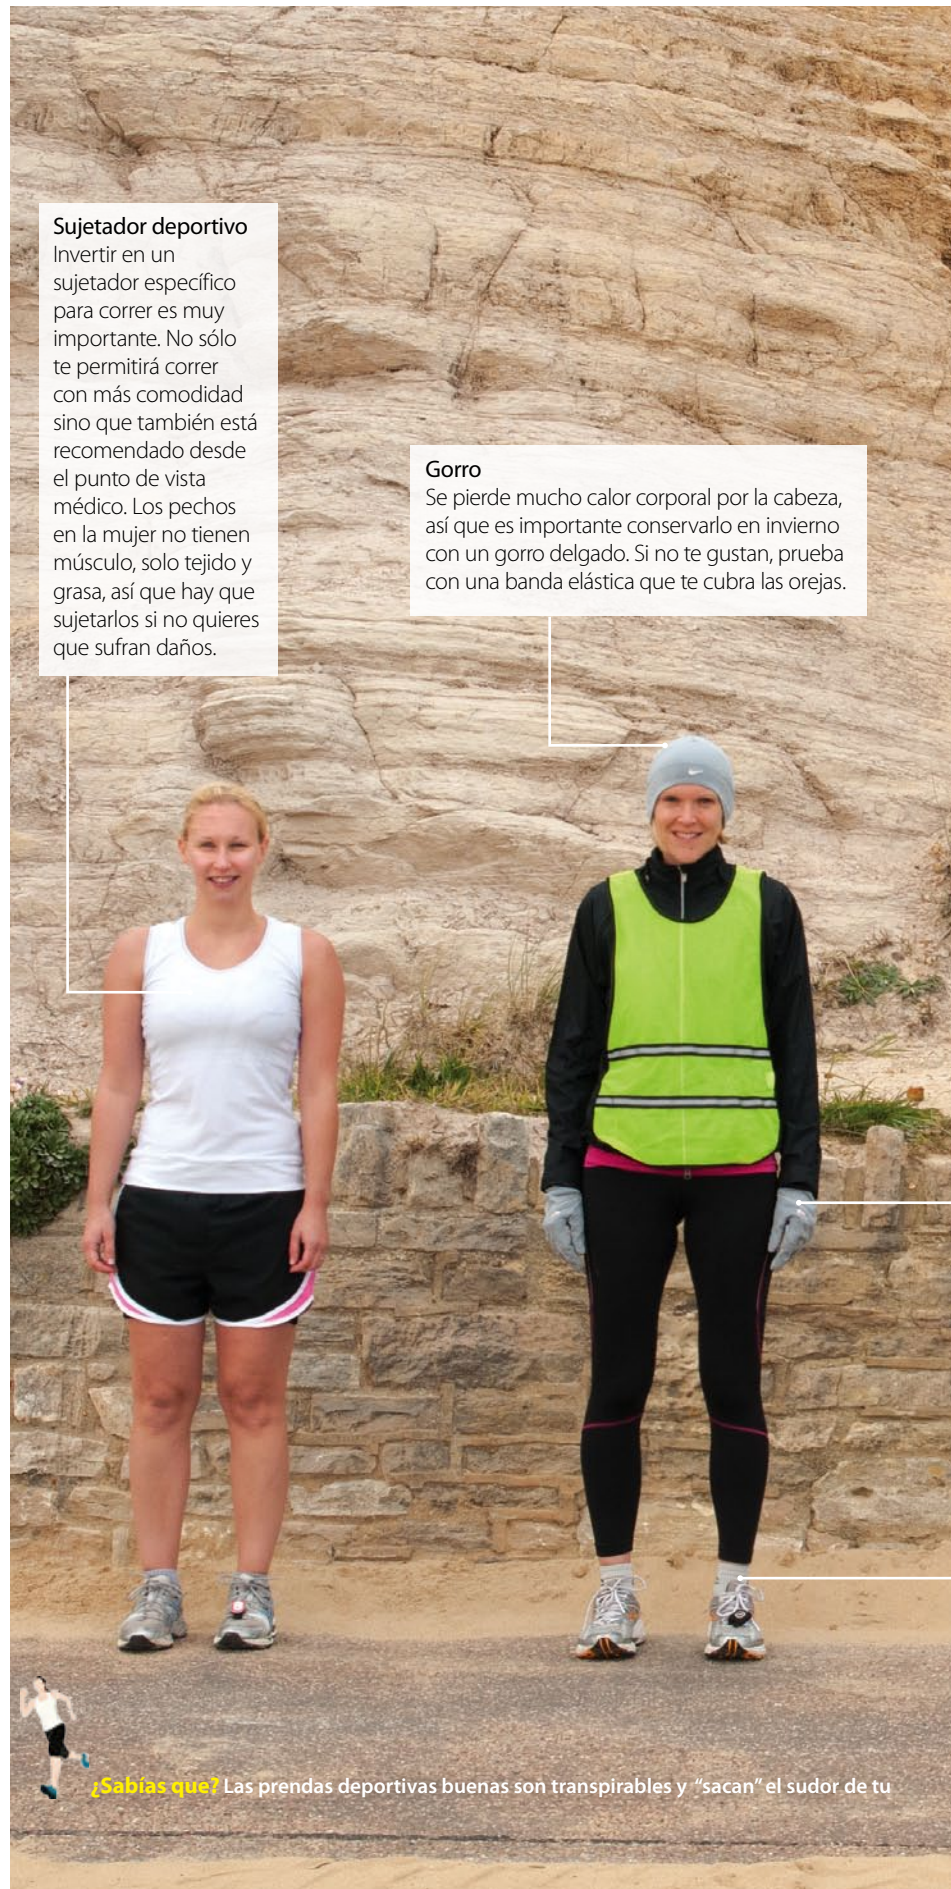 Sujetador deportivo
Invertir en un
sujetador específico
para correr es muy
importante. No sólo
te permitirá correr
con más comodidad
sino que también está
recomendado desde
el punto de vista
médico. Los pechos
en la mujer no tienen
músculo, solo tejido y
grasa, así que hay que
sujetarlos si no quieres
que sufran daños.
Gorro
Se pierde mucho calor corporal por la cabeza,
así que es importante conservarlo en invierno
con un gorro delgado. Si no te gustan, prueba
con una banda elástica que te cubra las orejas.
¿Sabías que? Las prendas deportivas buenas son transpirables y “sacan” el sudor de tu